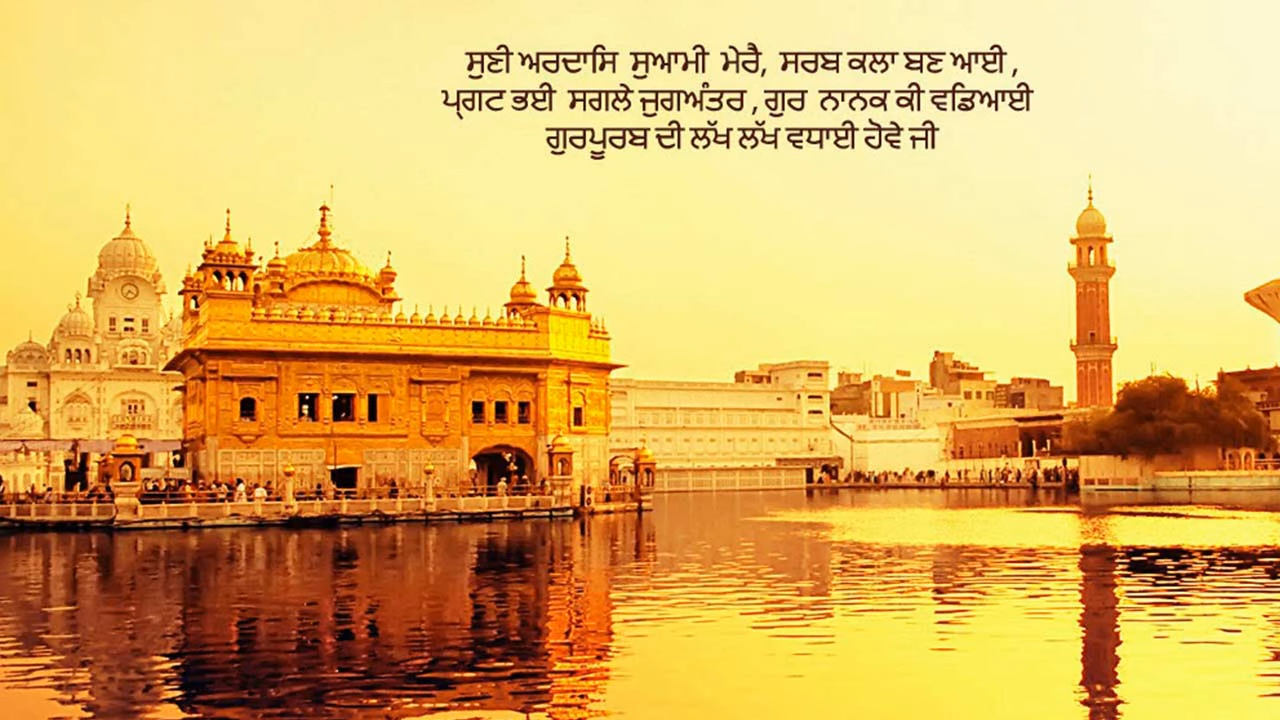 ਸੁਣੀ ਅਰਦਾਸਿ ਸੁਆਮੀ ਮੇਰੈ, ਸਰਬ ਕਲਾ ਬਣ ਆਈ ,
ਪ੍ਰਗਟ ਭਈ ਸਗਲੇ ਜੁਗਅੰਤਰ , ਗੁਰ ਨਾਨਕ ਕੀ ਵਡਿਆਈ
ਗੁਰਪੂਰਬ ਦੀ ਲੱਖ ਲੱਖ ਵਧਾਈ ਹੋਵੇ ਜੀ